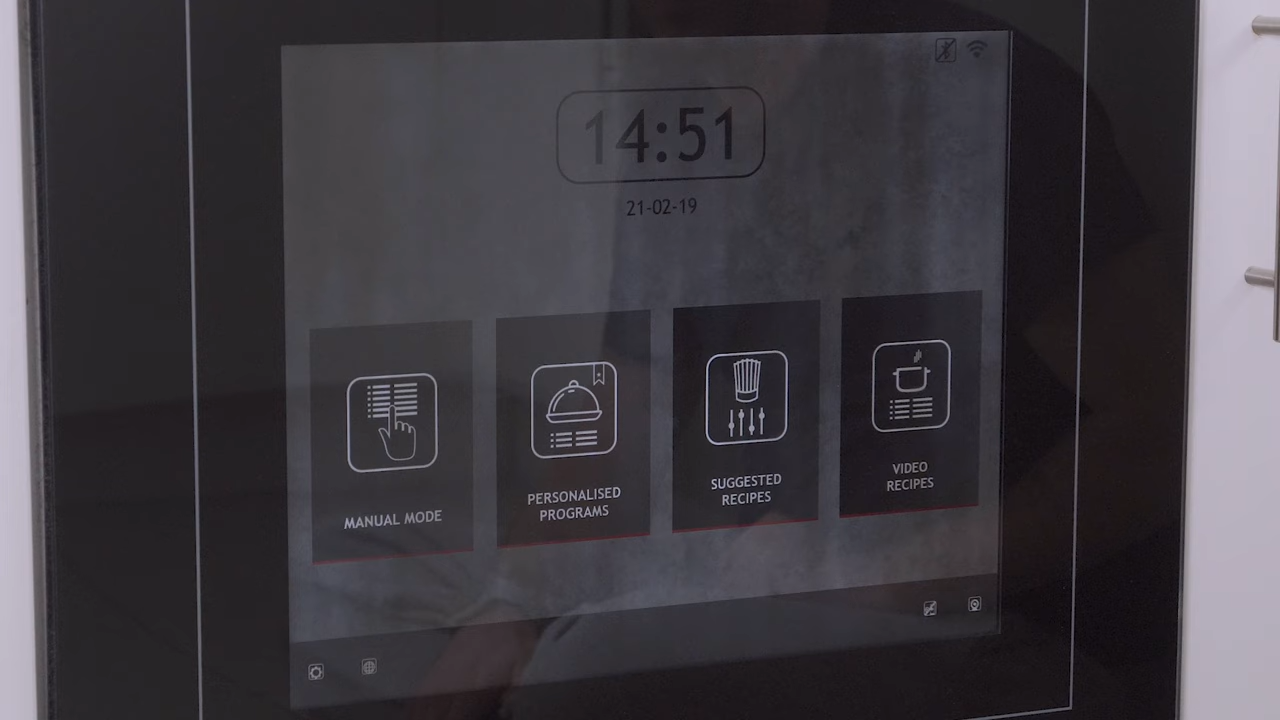 14:51
21-02-19
MANUAL MODE
PERSONALISED
PROGRAMS
SUGGESTED
RECIPES
VIDEO
RECIPES